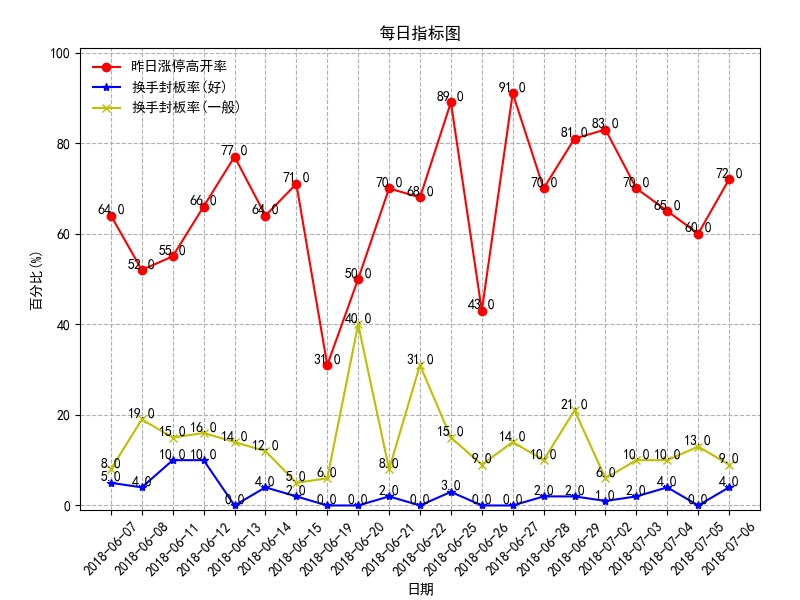 每日指标图
昨日涨停高开率
换手封板率(好)
换手封板率(一般)
百分比(%)
100
80
60
40
20
0
64.0 52.0 55.0 66.0 77.0 64.0 71.0 31.0 50.0 70.0 68.0 89.0 43.0 91.0 70.0 81.0 83.0 70.0 65.0 60.0 72.0
8.0 19.0 15.0 16.0 14.0 12.0 5.0 6.0 40.0 8.0 31.0 15.0 9.0 14.0 10.0 21.0 6.0 10.0 10.0 13.0 9.0
5.0 4.0 10.0 10.0 0.0 4.0 2.0 0.0 0.0 2.0 0.0 3.0 0.0 0.0 2.0 2.0 1.0 2.0 4.0 0.0 4.0
2018-06-07 2018-06-08 2018-06-11 2018-06-12 2018-06-13 2018-06-14 2018-06-15 2018-06-19 2018-06-20 2018-06-21 2018-06-22 2018-06-25 2018-06-26 2018-06-27 2018-06-28 2018-06-29 2018-07-02 2018-07-03 2018-07-04 2018-07-05 2018-07-06
日期